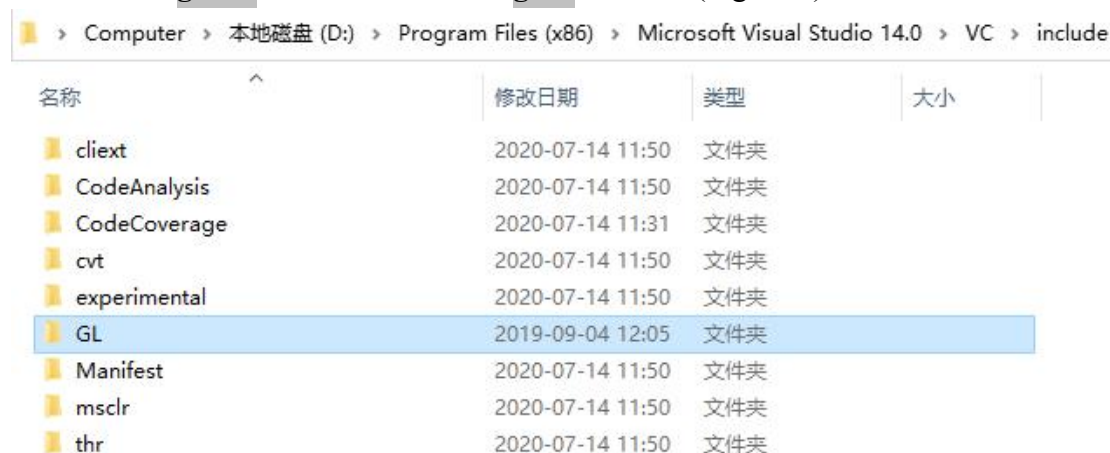 Computer > 本地磁盘 (D:) > Program Files (x86) > Microsoft Visual Studio 14.0 > VC > include
名称 修改日期 类型 大小
cliext 2020-07-14 11:50 文件夹
CodeAnalysis 2020-07-14 11:50 文件夹
CodeCoverage 2020-07-14 11:31 文件夹
cvt 2020-07-14 11:50 文件夹
experimental 2020-07-14 11:50 文件夹
GL 2019-09-04 12:05 文件夹
Manifest 2020-07-14 11:50 文件夹
msclr 2020-07-14 11:50 文件夹
thr 2020-07-14 11:50 文件夹